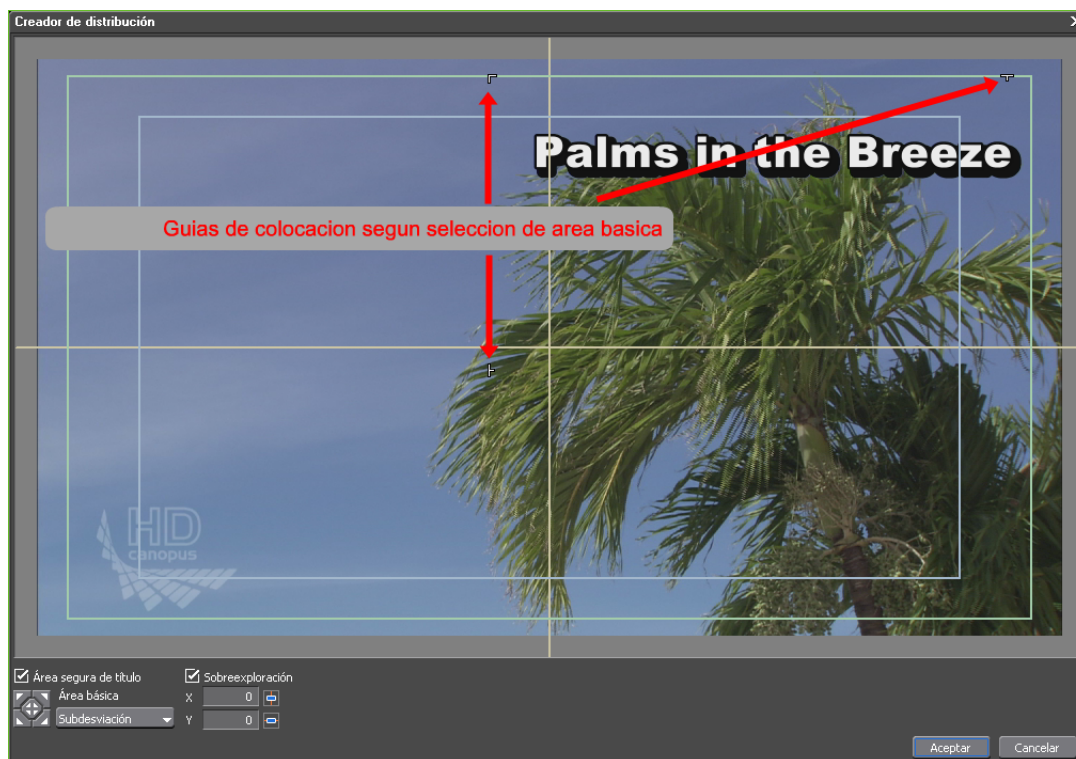 Creador de distribución
Palms in the Breeze
Guias de colocacion segun seleccion de area basica
HD
canopus
Área segura de título
Sobreexploración
Área básica
X 0
Subdesviación
Y 0
Aceptar
Cancelar